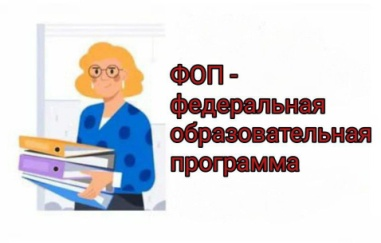 ФОП -
федеральная
образовательная
программа